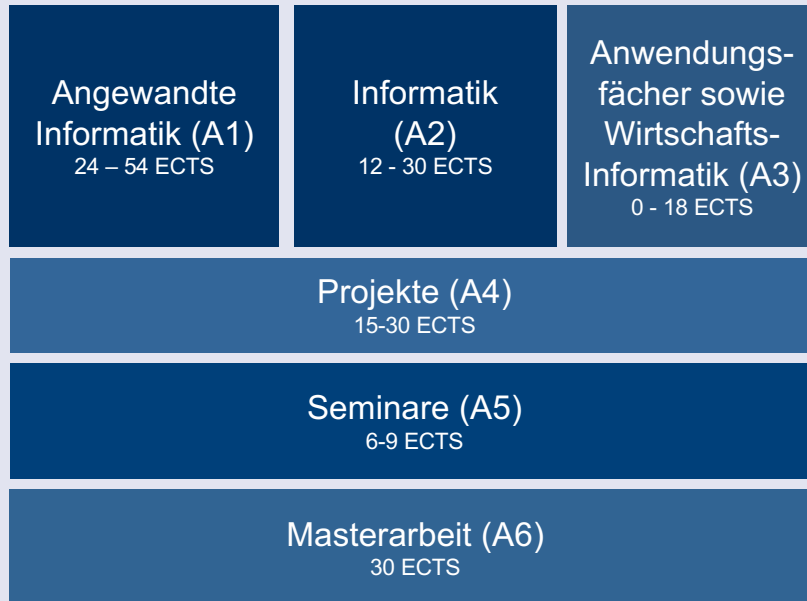 Angewandte
Informatik (A1)
24 – 54 ECTS
Informatik
(A2)
12 - 30 ECTS
Anwendungs-
fächer sowie
Wirtschafts-
Informatik (A3)
0 - 18 ECTS
Projekte (A4)
15-30 ECTS
Seminare (A5)
6-9 ECTS
Masterarbeit (A6)
30 ECTS